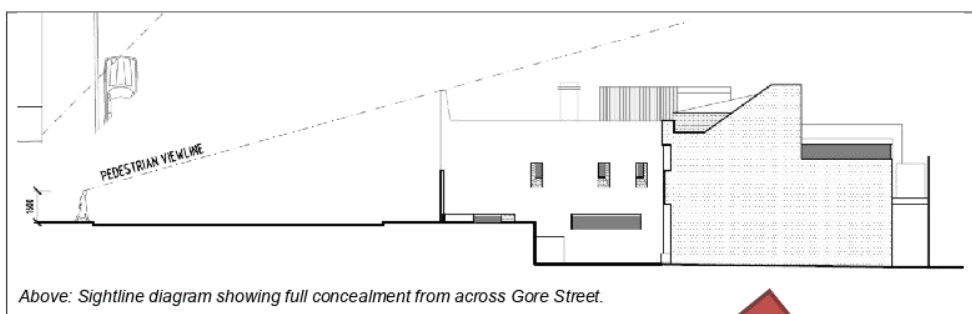 PEDESTRIAN VIEWLINE
1600
Above: Sightline diagram showing full concealment from across Gore Street.